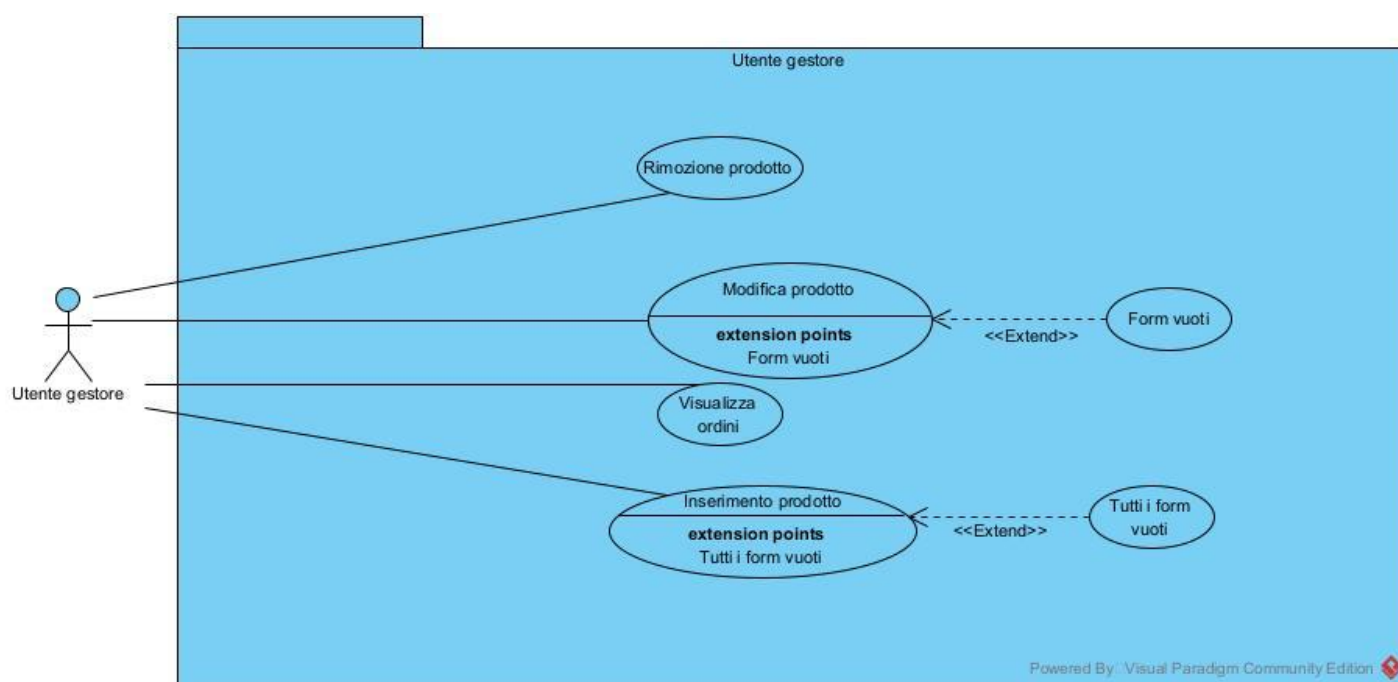 Utente gestore
Rimozione prodotto
Modifica prodotto
extension points
Form vuoti
<<Extend>>
Form vuoti
Utente gestore
Visualizza
ordini
Inserimento prodotto
extension points
Tutti i form vuoti
<<Extend>>
Tutti i form
vuoti
Powered By Visual Paradigm Community Edition